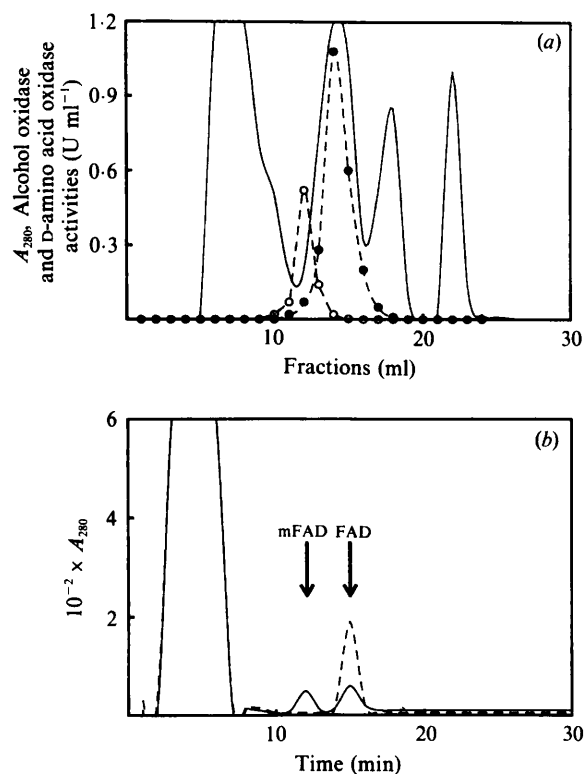 (a)
A280, Alcohol oxidase
and D-amino acid oxidase
activities (U ml−1)
1·2
0·9
0·6
0·3
10
20
30
Fractions (ml)
(b)
10−2 × A280
6
4
2
mFAD
FAD
10
20
30
Time (min)